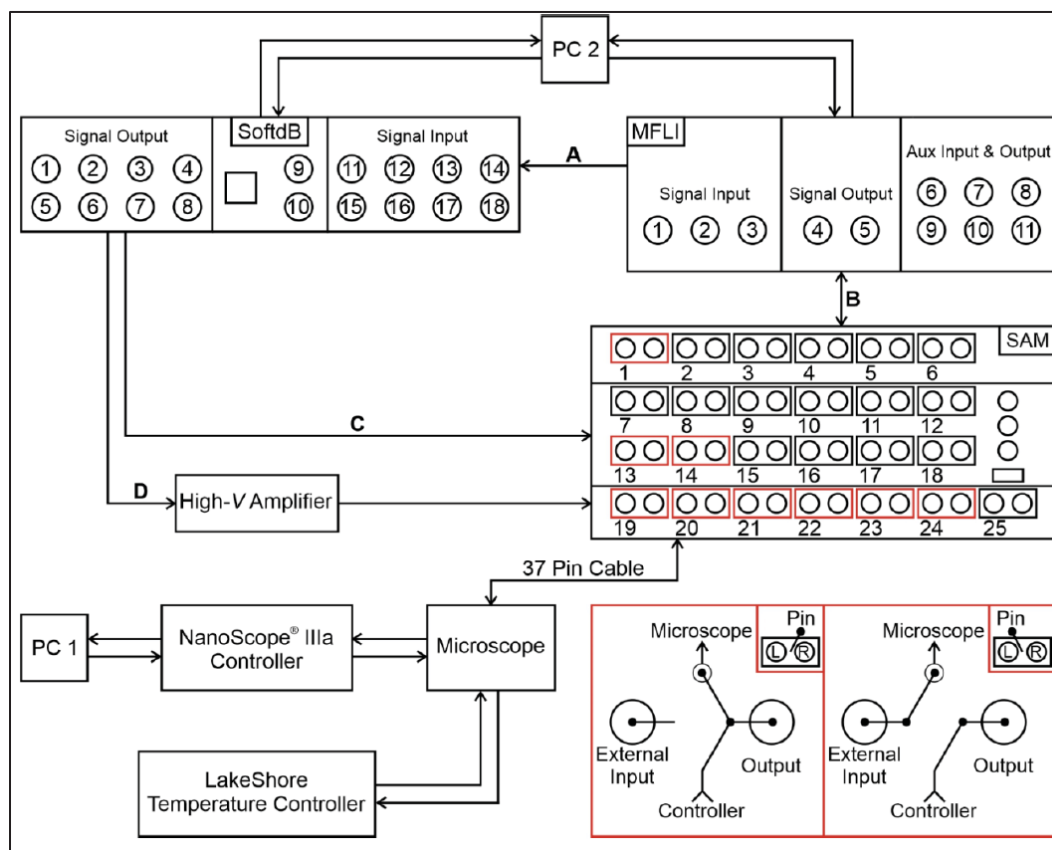 PC 2
Signal Output
SoftdB
Signal Input
1 2 3 4
9
11 12 13 14
5 6 7 8
10
15 16 17 18
A
MFLI
Signal Input
Signal Output
Aux Input & Output
1 2 3
4 5
6 7 8
9 10 11
B
SAM
1 2 3 4 5 6
7 8 9 10 11 12
13 14 15 16 17 18
19 20 21 22 23 24 25
C
D
High-V Amplifier
37 Pin Cable
PC 1
NanoScope® IIIa
Controller
Microscope
LakeShore
Temperature Controller
Microscope
Pin
L R
External
Input
Output
Controller
Microscope
Pin
L R
External
Input
Output
Controller